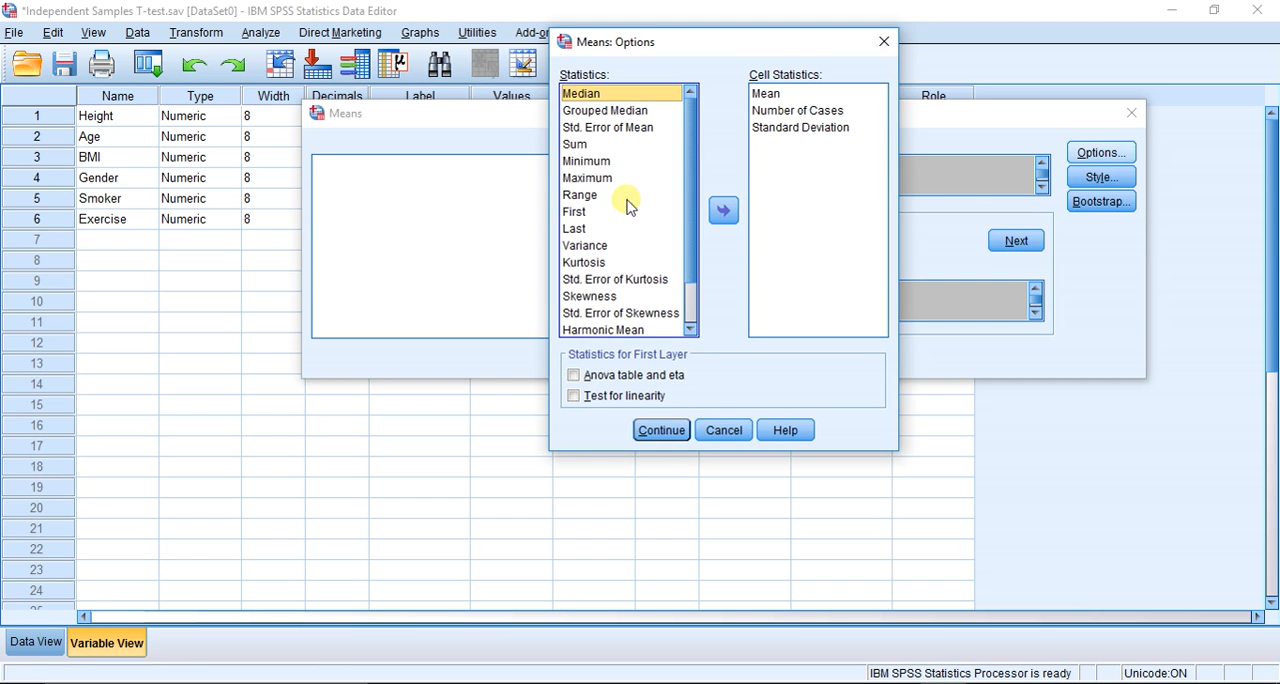 *Independent Samples T-test.sav [DataSet0] - IBM SPSS Statistics Data Editor
File Edit View Data Transform Analyze Direct Marketing Graphs Utilities
Means: Options
Statistics:
Cell Statistics:
Median
Grouped Median
Std. Error of Mean
Sum
Minimum
Maximum
Range
First
Last
Variance
Kurtosis
Std. Error of Kurtosis
Skewness
Std. Error of Skewness
Harmonic Mean
Mean
Number of Cases
Standard Deviation
Statistics for First Layer
Anova table and eta
Test for linearity
Continue Cancel Help
Means
Options...
Style...
Bootstrap...
Next
Name Type Width Decimals Label Values Role
1 Height Numeric 8
2 Age Numeric 8
3 BMI Numeric 8
4 Gender Numeric 8
5 Smoker Numeric 8
6 Exercise Numeric 8
7
8
9
10
11
12
13
14
15
16
17
18
19
20
21
22
23
24
25
Data View Variable View
IBM SPSS Statistics Processor is ready Unicode:ON